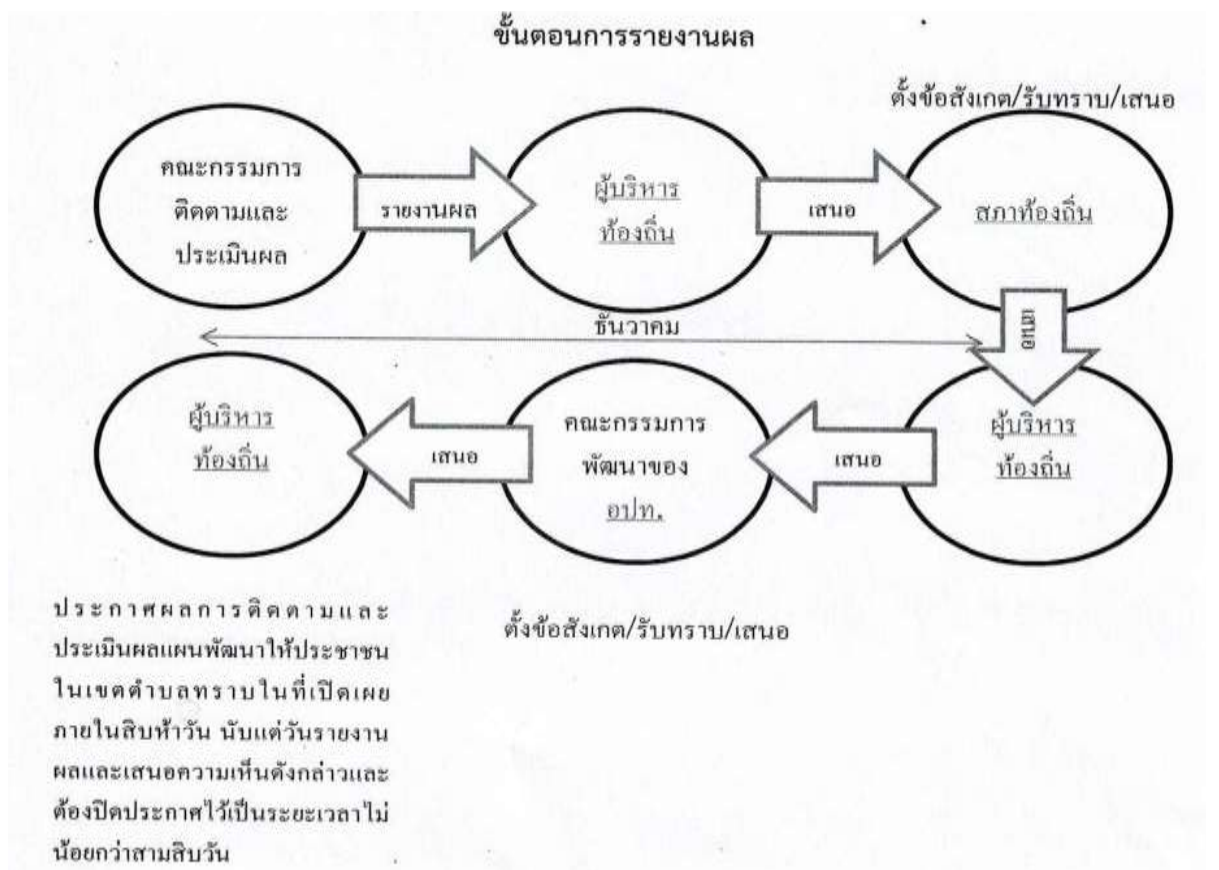 ขั้นตอนการรายงานผล
ตั้งข้อสังเกต/รับทราบ/เสนอ
คณะกรรมการ
ติดตามและ
ประเมินผล
รายงานผล
ผู้บริหาร
ท้องถิ่น
เสนอ
สภาท้องถิ่น
เสนอ
ธันวาคม
ผู้บริหาร
ท้องถิ่น
เสนอ
คณะกรรมการ
พัฒนาของ
อปท.
เสนอ
ผู้บริหาร
ท้องถิ่น
ประกาศผลการติดตามและ
ประเมินผลแผนพัฒนาให้ประชาชน
ในเขตตำบลทราบในที่เปิดเผย
ภายในสิบห้าวัน นับแต่วันรายงาน
ผลและเสนอความเห็นดังกล่าวและ
ต้องปิดประกาศไว้เป็นระยะเวลาไม่
น้อยกว่าสามสิบวัน
ตั้งข้อสังเกต/รับทราบ/เสนอ